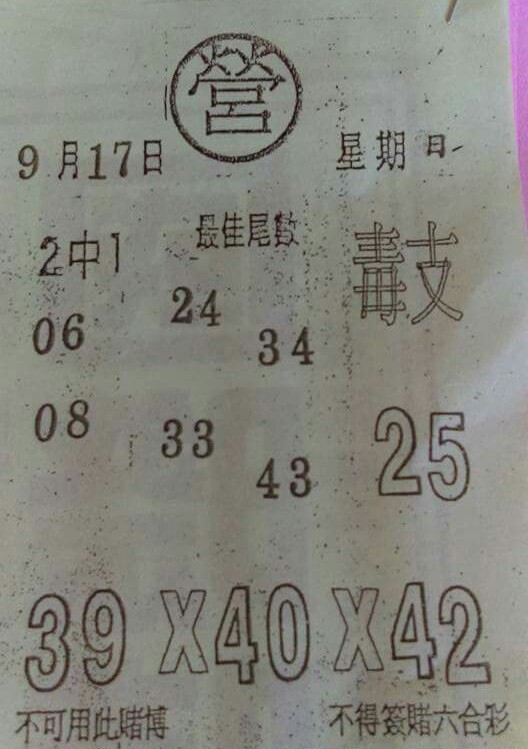 營
9月17日 星期日
2中1 最佳尾數 毒支
06 24 34
08 33 43 25
39 X 40 X 42
不可用此賭博 不得簽賭六合彩